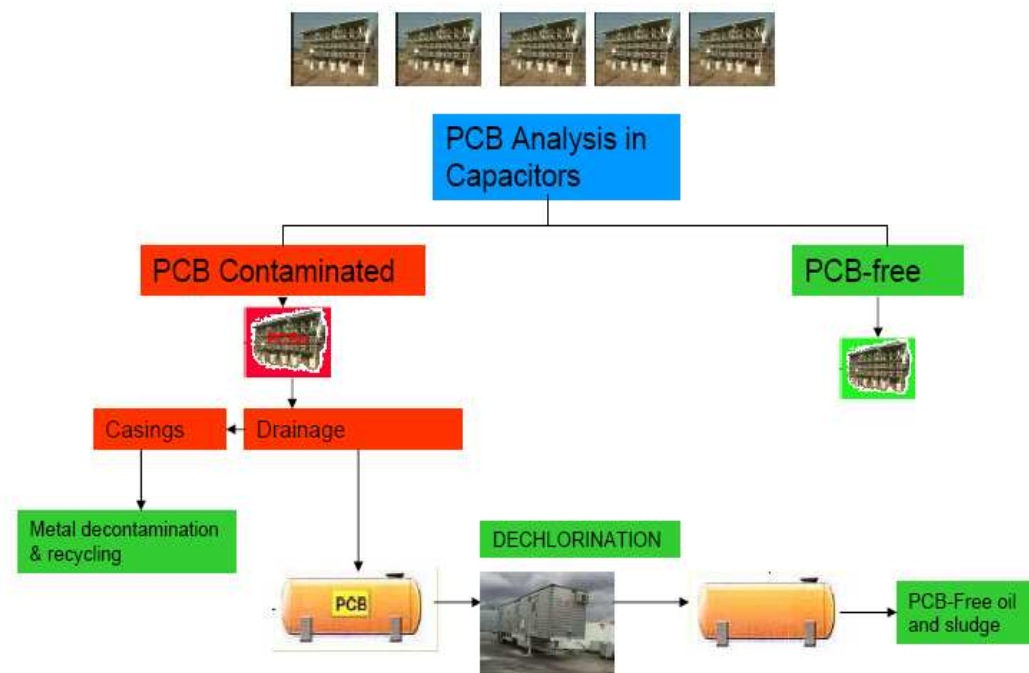 PCB Analysis in
Capacitors
PCB Contaminated
PCB-free
Casings
Drainage
Metal decontamination
& recycling
DECHLORINATION
PCB
PCB-Free oil
and sludge